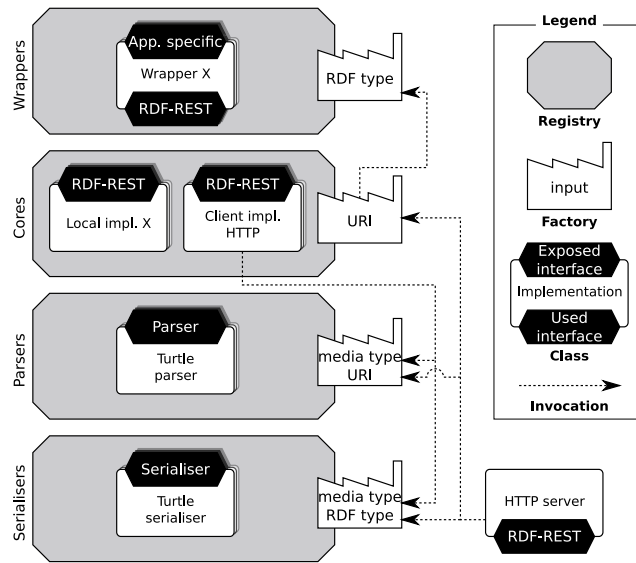 Wrappers
App. specific
Wrapper X
RDF-REST
RDF type
Cores
RDF-REST
Local impl. X
RDF-REST
Client impl.
HTTP
URI
Parsers
Parser
Turtle
parser
media type
URI
Serialisers
Serialiser
Turtle
serialiser
media type
RDF type
HTTP server
RDF-REST
Legend
Registry
input
Factory
Exposed
interface
Implementation
Used
interface
Class
Invocation